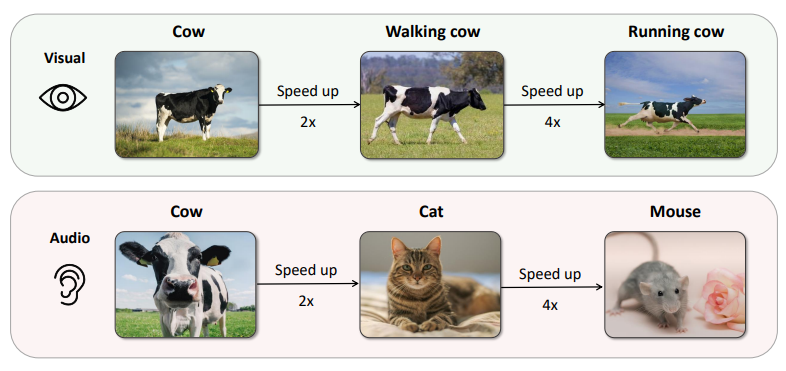 Visual
Cow
Walking cow
Running cow
Speed up
2x
Speed up
4x
Audio
Cow
Cat
Mouse
Speed up
2x
Speed up
4x